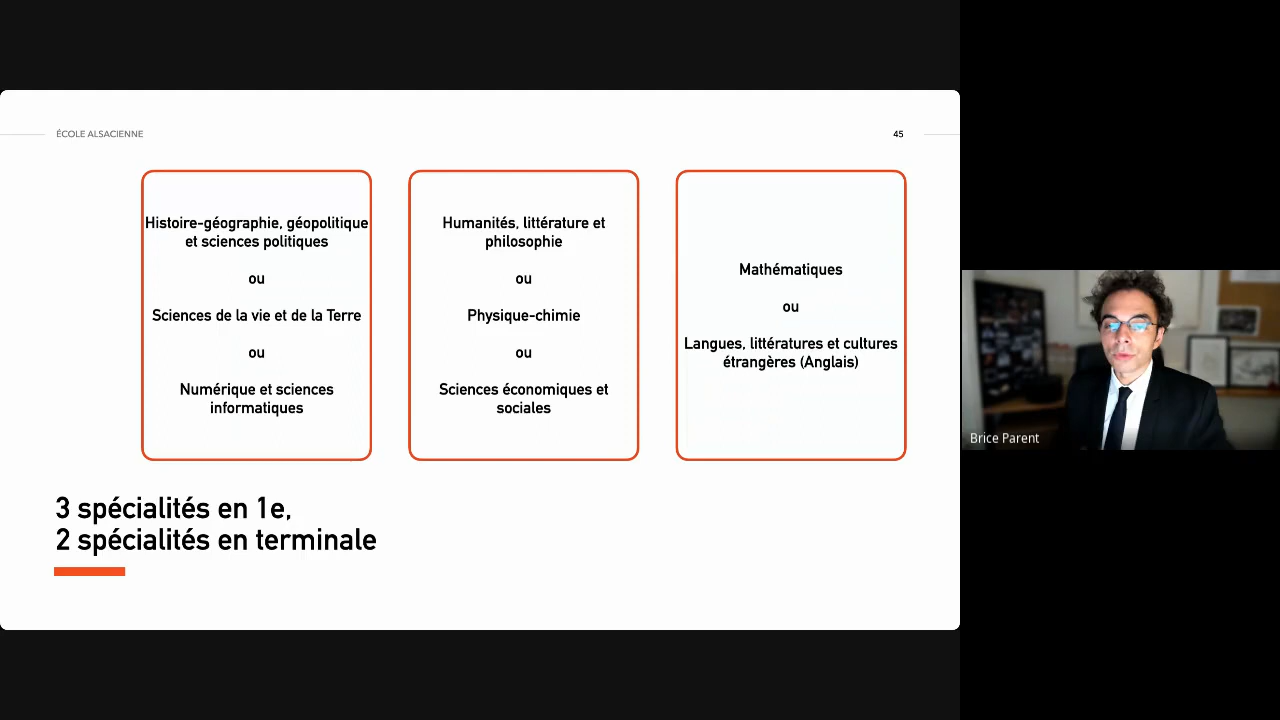 ÉCOLE ALSACIENNE
45
Histoire-géographie, géopolitique
et sciences politiques
ou
Sciences de la vie et de la Terre
ou
Numérique et sciences
informatiques
Humanités, littérature et
philosophie
ou
Physique-chimie
ou
Sciences économiques et
sociales
Mathématiques
ou
Langues, littératures et cultures
étrangères (Anglais)
3 spécialités en 1e,
2 spécialités en terminale
Brice Parent